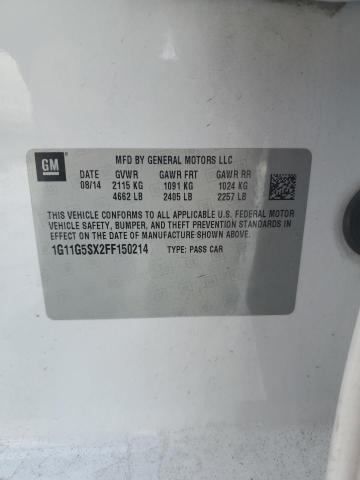 GM
MFD BY GENERAL MOTORS LLC
DATE GVWR GAWR FRT GAWR RR
08/14 2115 KG 1091 KG 1024 KG
4662 LB 2405 LB 2257 LB
THIS VEHICLE CONFORMS TO ALL APPLICABLE U.S. FEDERAL MOTOR
VEHICLE SAFETY, BUMPER, AND THEFT PREVENTION STANDARDS
IN EFFECT ON THE DATE OF MANUFACTURE SHOWN ABOVE.
1G11G5SX2FF150214 TYPE: PASS CAR